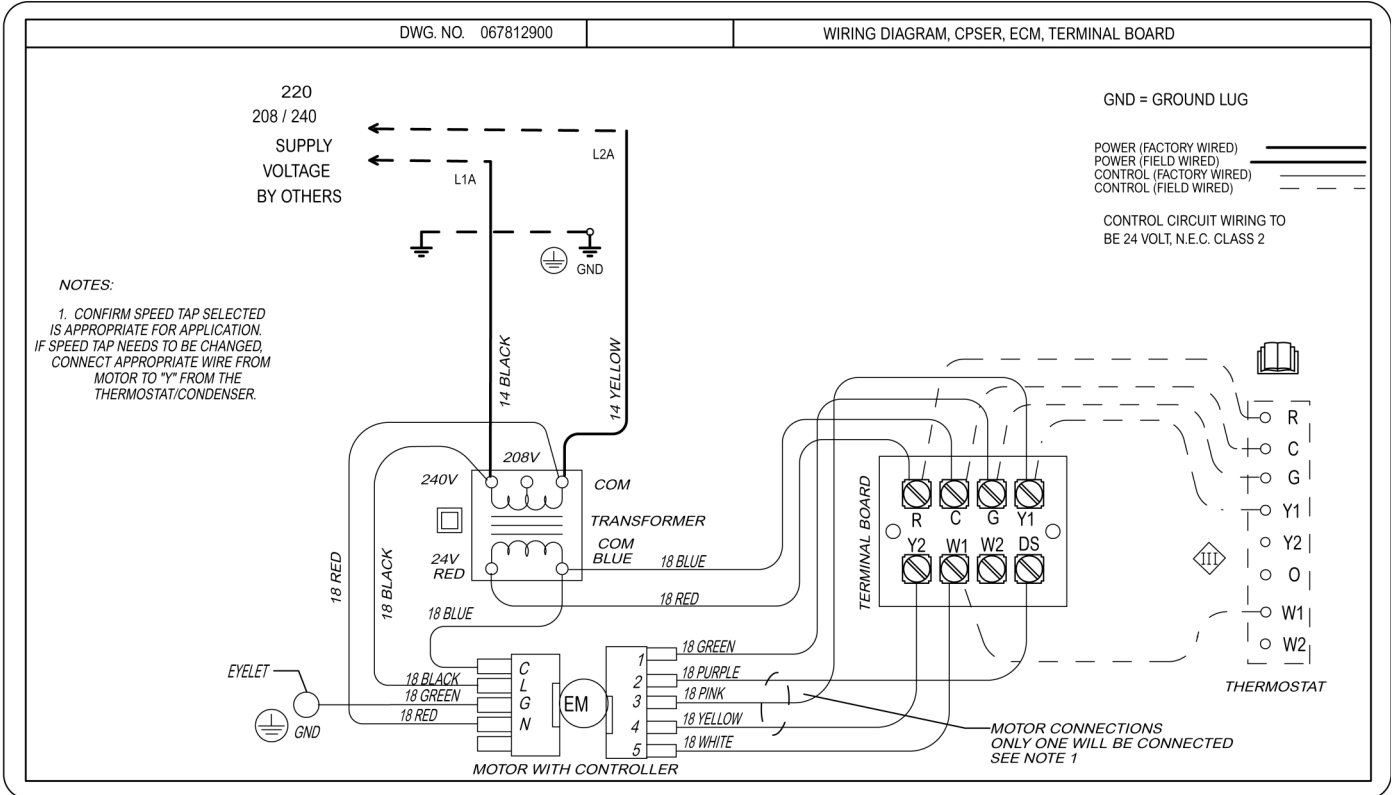 DWG. NO. 067812900
WIRING DIAGRAM, CPSER, ECM, TERMINAL BOARD
220
208 / 240
SUPPLY
VOLTAGE
BY OTHERS
L2A
L1A
GND
GND = GROUND LUG
POWER (FACTORY WIRED)
POWER (FIELD WIRED)
CONTROL (FACTORY WIRED)
CONTROL (FIELD WIRED)
CONTROL CIRCUIT WIRING TO
BE 24 VOLT, N.E.C. CLASS 2
NOTES:
1. CONFIRM SPEED TAP SELECTED
IS APPROPRIATE FOR APPLICATION.
IF SPEED TAP NEEDS TO BE CHANGED,
CONNECT APPROPRIATE WIRE FROM
MOTOR TO "Y" FROM THE
THERMOSTAT/CONDENSER.
14 BLACK
14 YELLOW
208V
240V
COM
TRANSFORMER
COM
BLUE
24V
RED
18 RED
18 BLACK
18 BLUE
18 BLUE
18 RED
TERMINAL BOARD
R C G Y1
Y2 W1 W2 DS
R
C
G
Y1
Y2
O
W1
W2
III
THERMOSTAT
EYELET
GND
18 BLACK
18 GREEN
18 RED
C
L
G
N
EM
1
2
3
4
5
18 GREEN
18 PURPLE
18 PINK
18 YELLOW
18 WHITE
MOTOR WITH CONTROLLER
MOTOR CONNECTIONS
ONLY ONE WILL BE CONNECTED
SEE NOTE 1